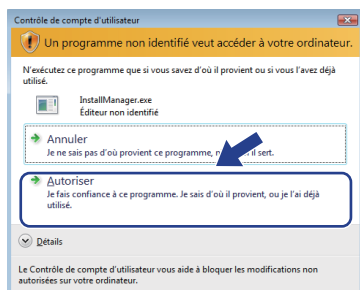 Contrôle de compte d'utilisateur
Un programme non identifié veut accéder à votre ordinateur.
N'exécutez ce programme que si vous savez d'où il provient ou si vous l'avez déjà
utilisé.
InstallManager.exe
Éditeur non identifié
Annuler
Je ne sais pas d'où provient ce programme, il sert.
Autoriser
Je fais confiance à ce programme. Je sais d'où il provient, ou je l'ai déjà
utilisé.
Détails
Le Contrôle de compte d'utilisateur vous aide à bloquer les modifications non
autorisées sur votre ordinateur.